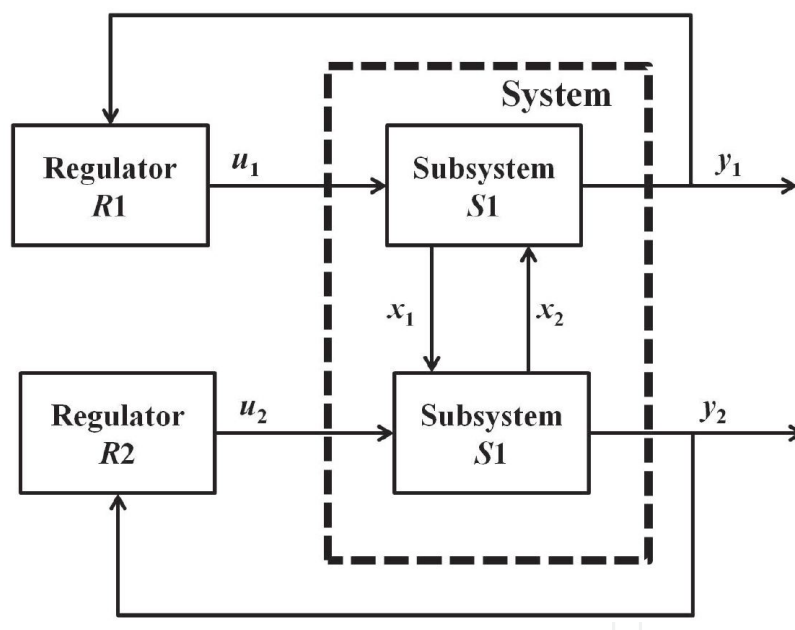 System
Regulator
R1
u1
Subsystem
S1
y1
x1
x2
Regulator
R2
u2
Subsystem
S1
y2